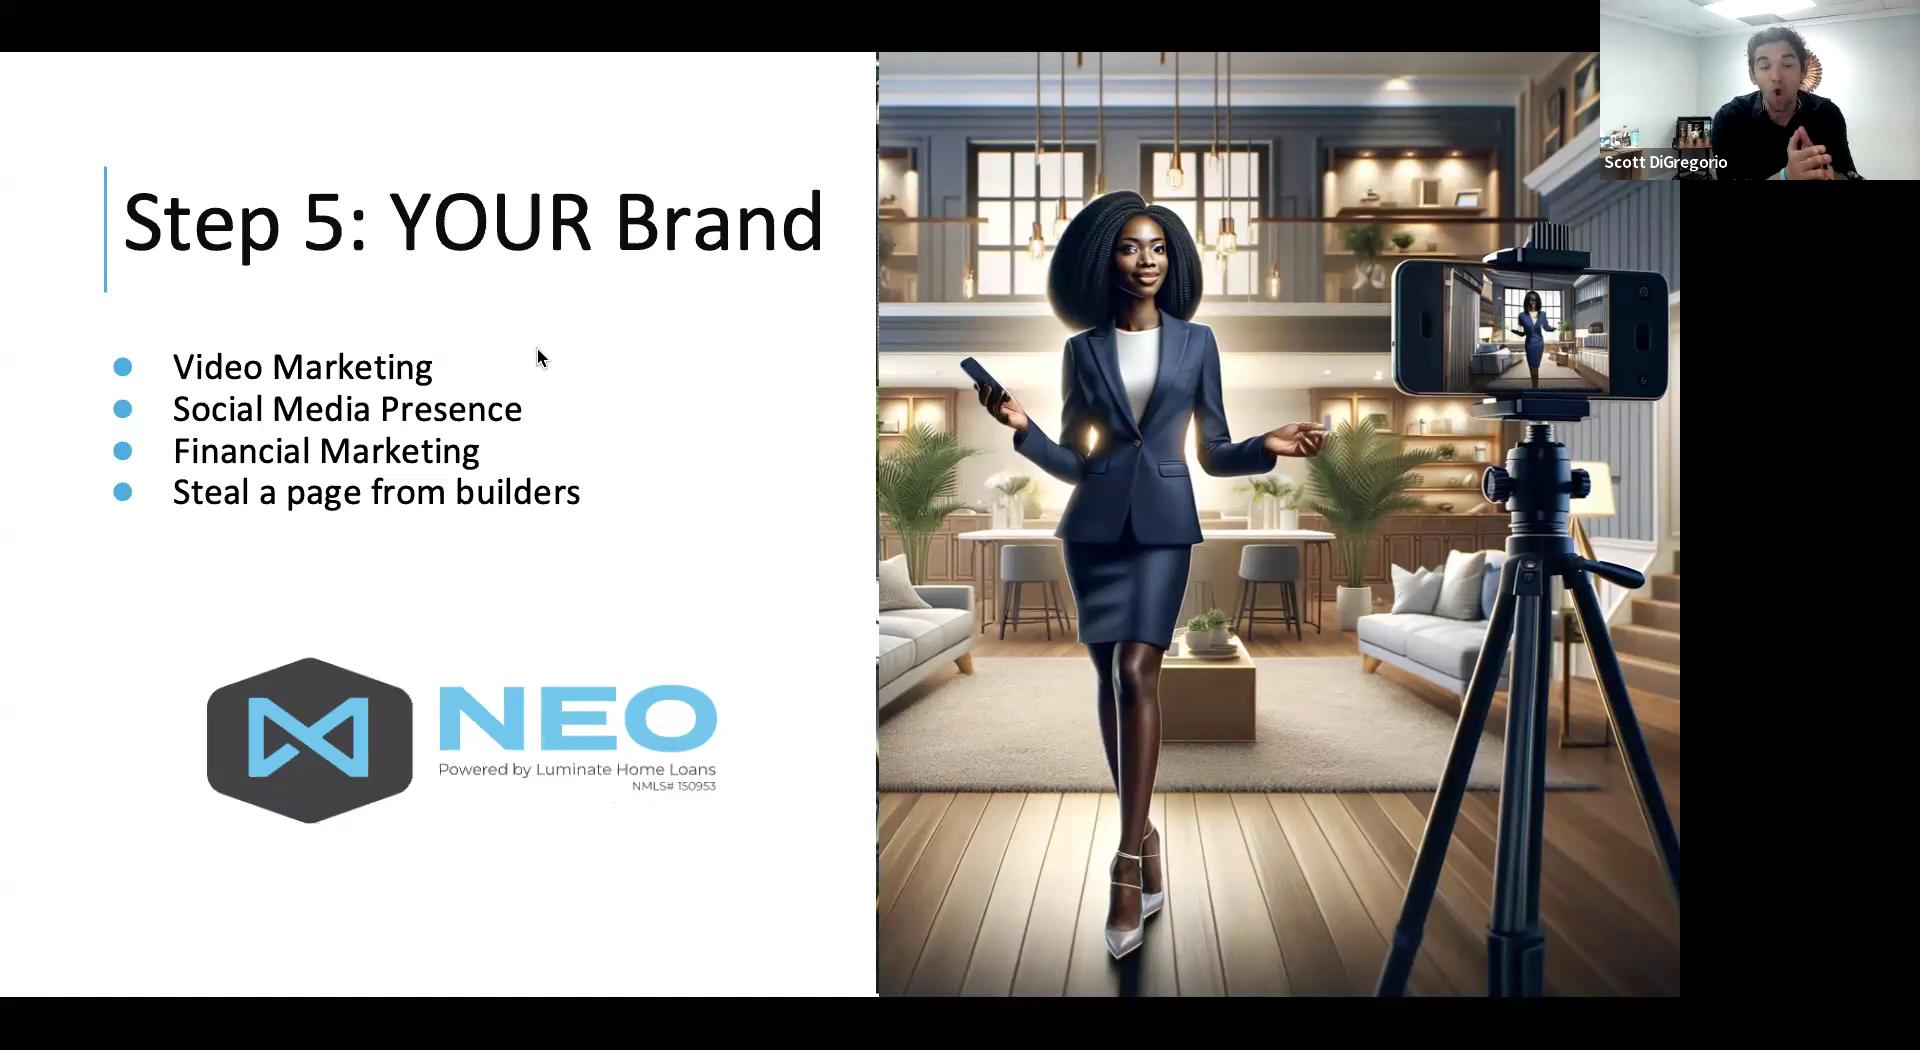 Step 5: YOUR Brand
Video Marketing
Social Media Presence
Financial Marketing
Steal a page from builders
NEO
Powered by Luminate Home Loans
NMLS# 150953
Scott DiGregorio